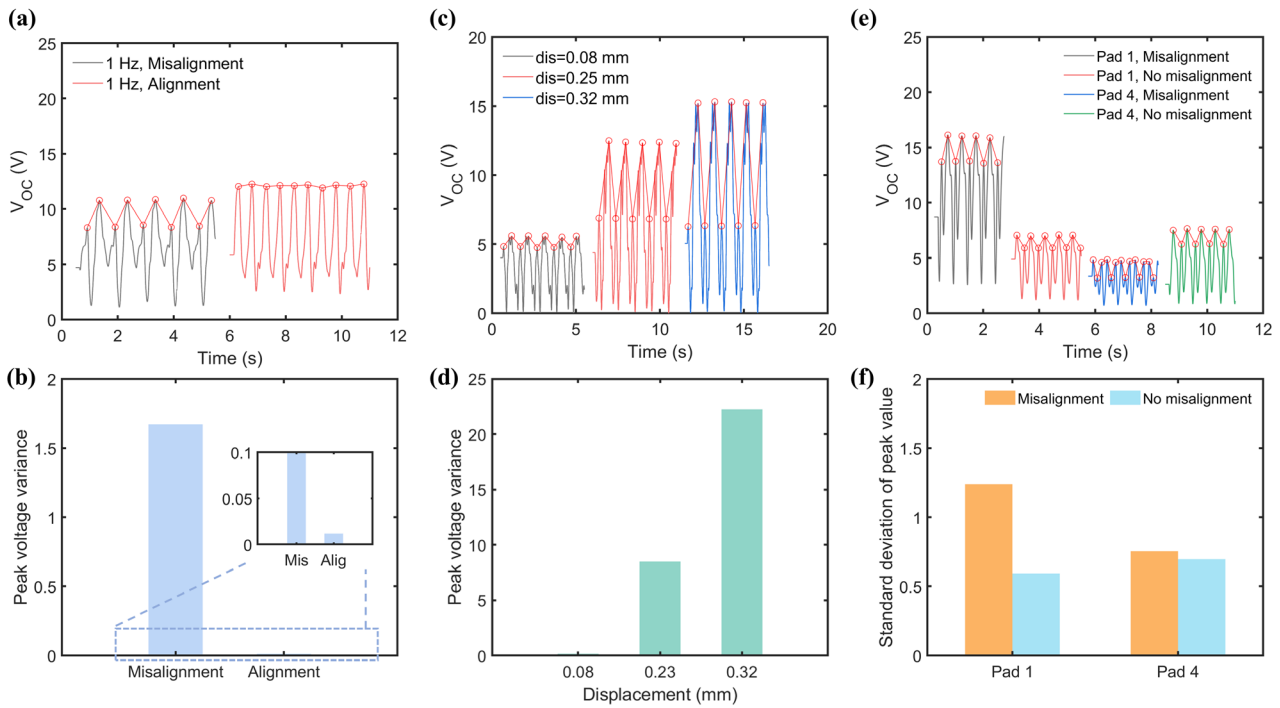 (a)
25
20
15
10
5
0
V_OC (V)
1 Hz, Misalignment
1 Hz, Alignment
0 2 4 6 8 10 12
Time (s)
(b)
2
1.5
1
0.5
0
Peak voltage variance
0.1
0.05
0
Mis Alig
Misalignment Alignment
(c)
20
15
10
5
0
V_OC (V)
dis=0.08 mm
dis=0.25 mm
dis=0.32 mm
0 5 10 15 20
Time (s)
(d)
25
20
15
10
5
0
Peak voltage variance
0.08 0.23 0.32
Displacement (mm)
(e)
25
20
15
10
5
0
V_OC (V)
Pad 1, Misalignment
Pad 1, No misalignment
Pad 4, Misalignment
Pad 4, No misalignment
0 2 4 6 8 10 12
Time (s)
(f)
2
1.5
1
0.5
0
Standard deviation of peak value
Misalignment No misalignment
Pad 1 Pad 4